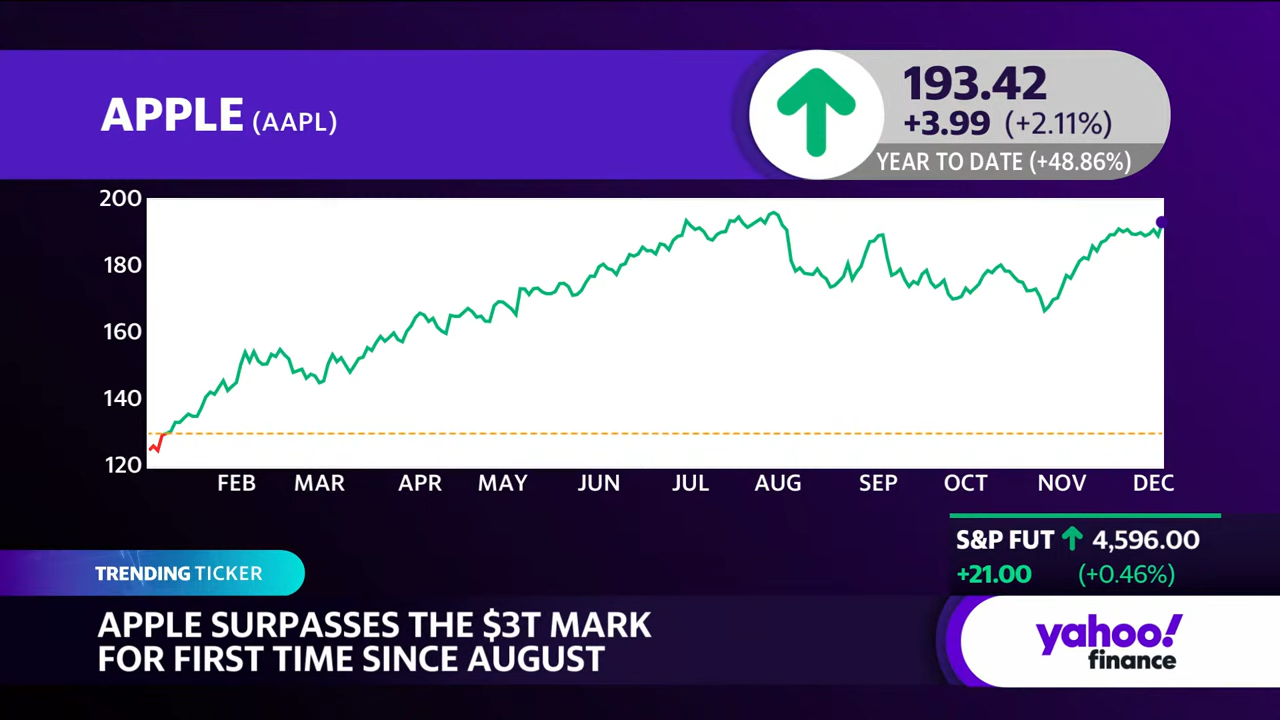 APPLE (AAPL)
193.42
+3.99 (+2.11%)
YEAR TO DATE (+48.86%)
200
180
160
140
120
FEB MAR APR MAY JUN JUL AUG SEP OCT NOV DEC
S&P FUT 4,596.00
+21.00 (+0.46%)
TRENDING TICKER
APPLE SURPASSES THE $3T MARK
FOR FIRST TIME SINCE AUGUST
yahoo!
finance